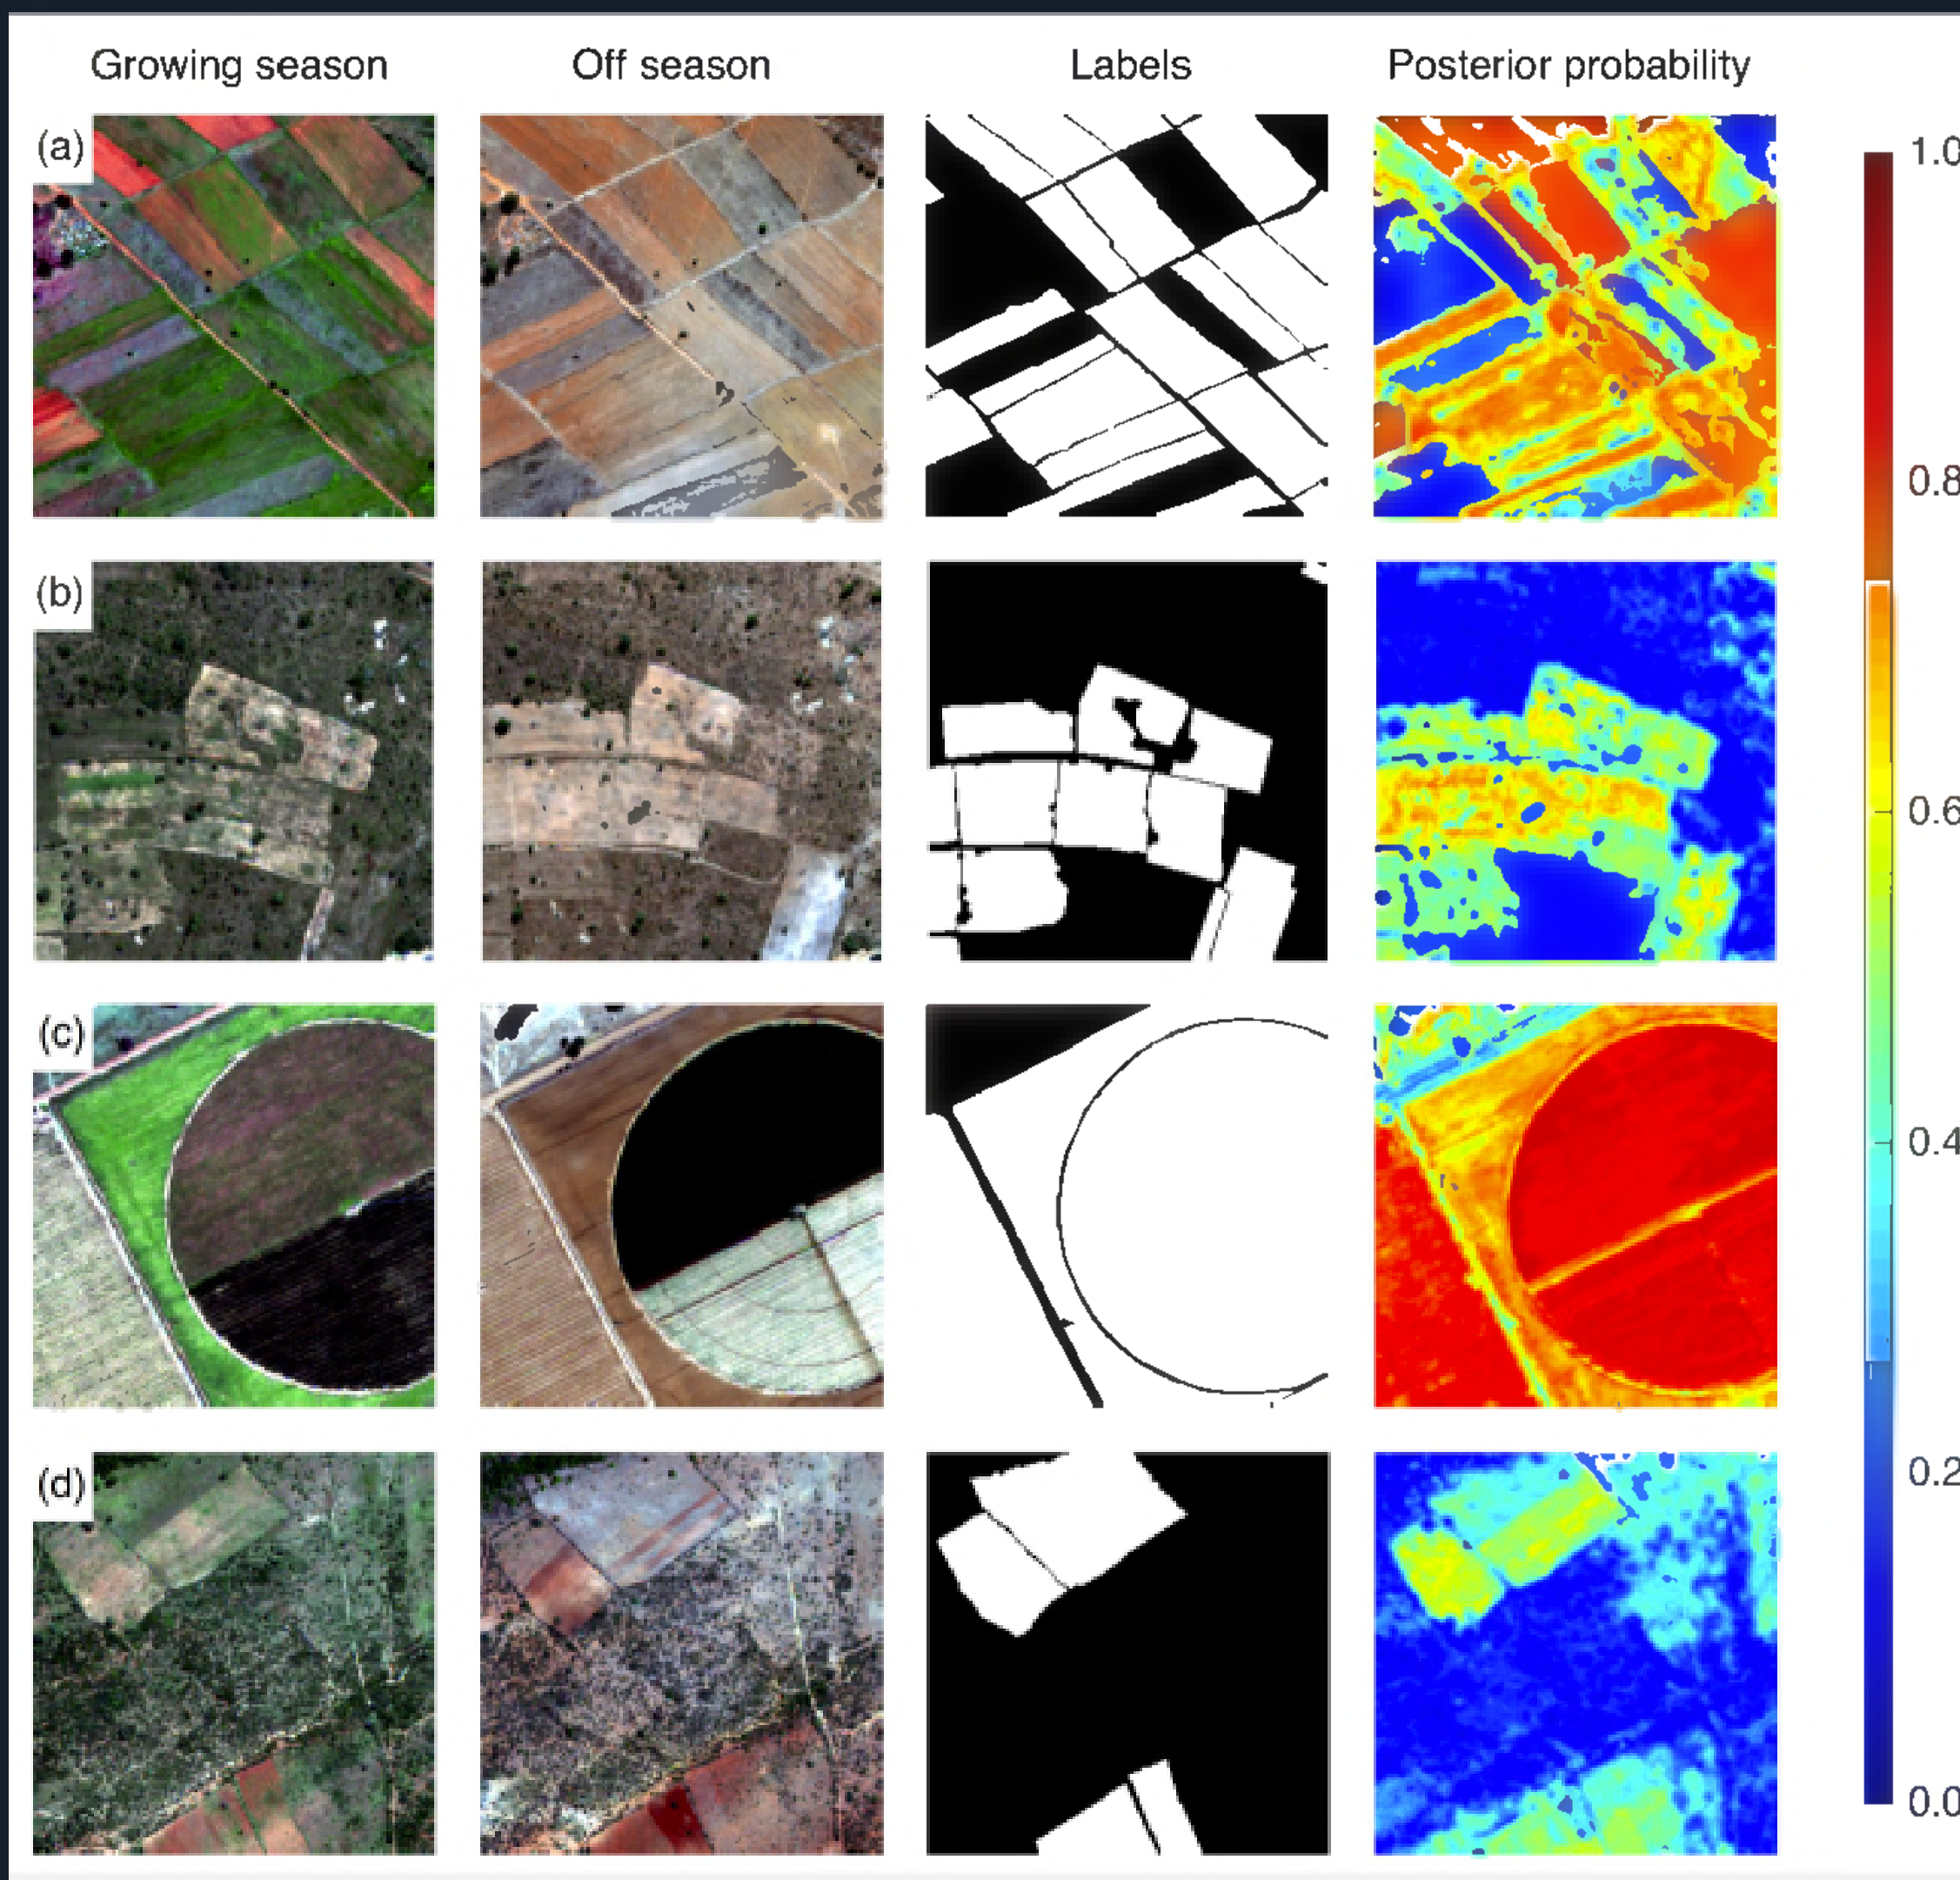 Growing season Off season Labels Posterior probability
(a)
1.0
0.8
(b)
0.6
(c)
0.4
(d)
0.2
0.0